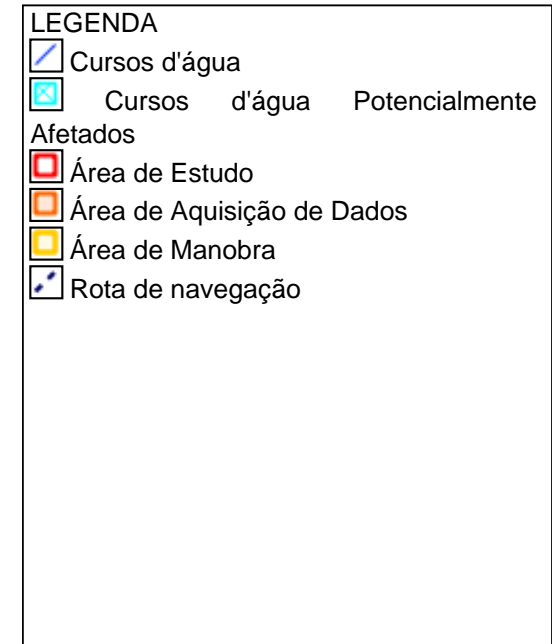 LEGENDA
Cursos d'água
Cursos d'água Potencialmente
Afetados
Área de Estudo
Área de Aquisição de Dados
Área de Manobra
Rota de navegação